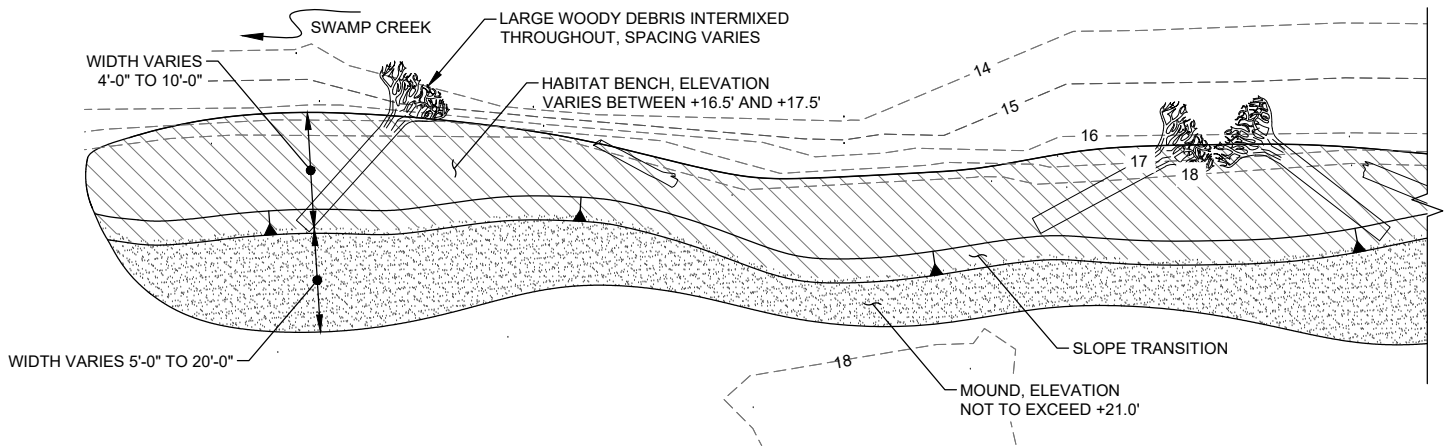 SWAMP CREEK
LARGE WOODY DEBRIS INTERMIXED
THROUGHOUT, SPACING VARIES
WIDTH VARIES
4'-0" TO 10'-0"
HABITAT BENCH, ELEVATION
VARIES BETWEEN +16.5' AND +17.5'
14
15
16
17
18
WIDTH VARIES 5'-0" TO 20'-0"
18
SLOPE TRANSITION
MOUND, ELEVATION
NOT TO EXCEED +21.0'